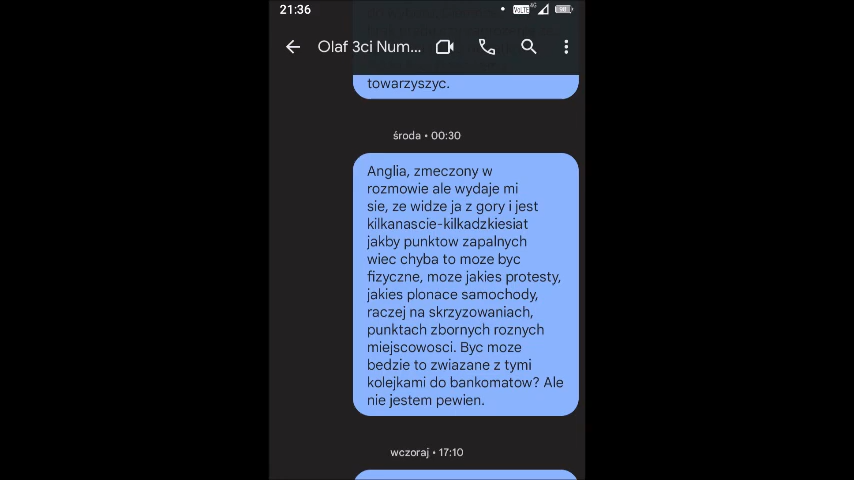 21:36
VoLTE 4G
Olaf 3ci Num...
towarzyszyc.
środa • 00:30
Anglia, zmeczony w
rozmowie ale wydaje mi
sie, ze widze ja z gory i jest
kilkanascie-kilkadzkiesiat
jakby punktow zapalnych
wiec chyba to moze byc
fizyczne, moze jakies protesty,
jakies plonace samochody,
raczej na skrzyzowaniach,
punktach zbornych roznych
miejscowosci. Byc moze
bedzie to zwiazane z tymi
kolejkami do bankomatow? Ale
nie jestem pewien.
wczoraj • 17:10